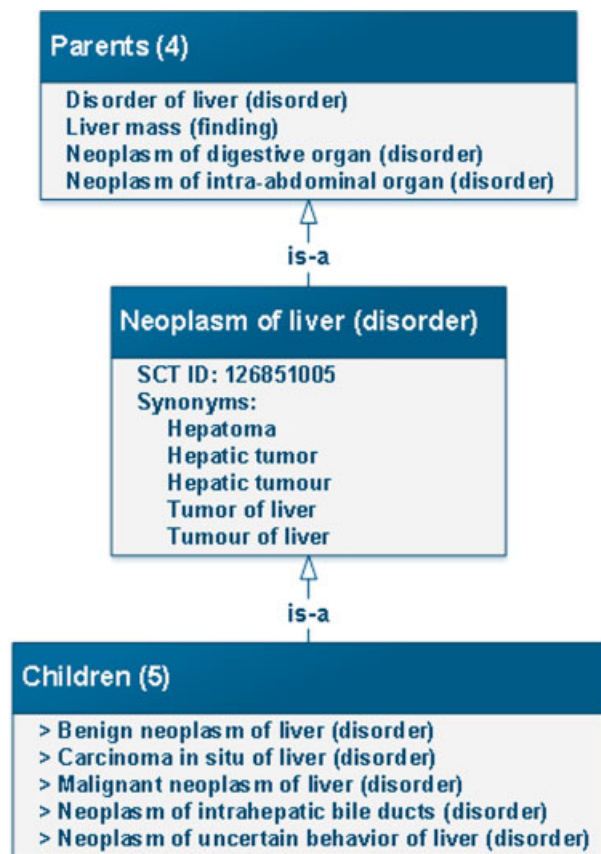 Parents (4)
Disorder of liver (disorder)
Liver mass (finding)
Neoplasm of digestive organ (disorder)
Neoplasm of intra-abdominal organ (disorder)
is-a
Neoplasm of liver (disorder)
SCT ID: 126851005
Synonyms:
Hepatoma
Hepatic tumor
Hepatic tumour
Tumor of liver
Tumour of liver
is-a
Children (5)
> Benign neoplasm of liver (disorder)
> Carcinoma in situ of liver (disorder)
> Malignant neoplasm of liver (disorder)
> Neoplasm of intrahepatic bile ducts (disorder)
> Neoplasm of uncertain behavior of liver (disorder)